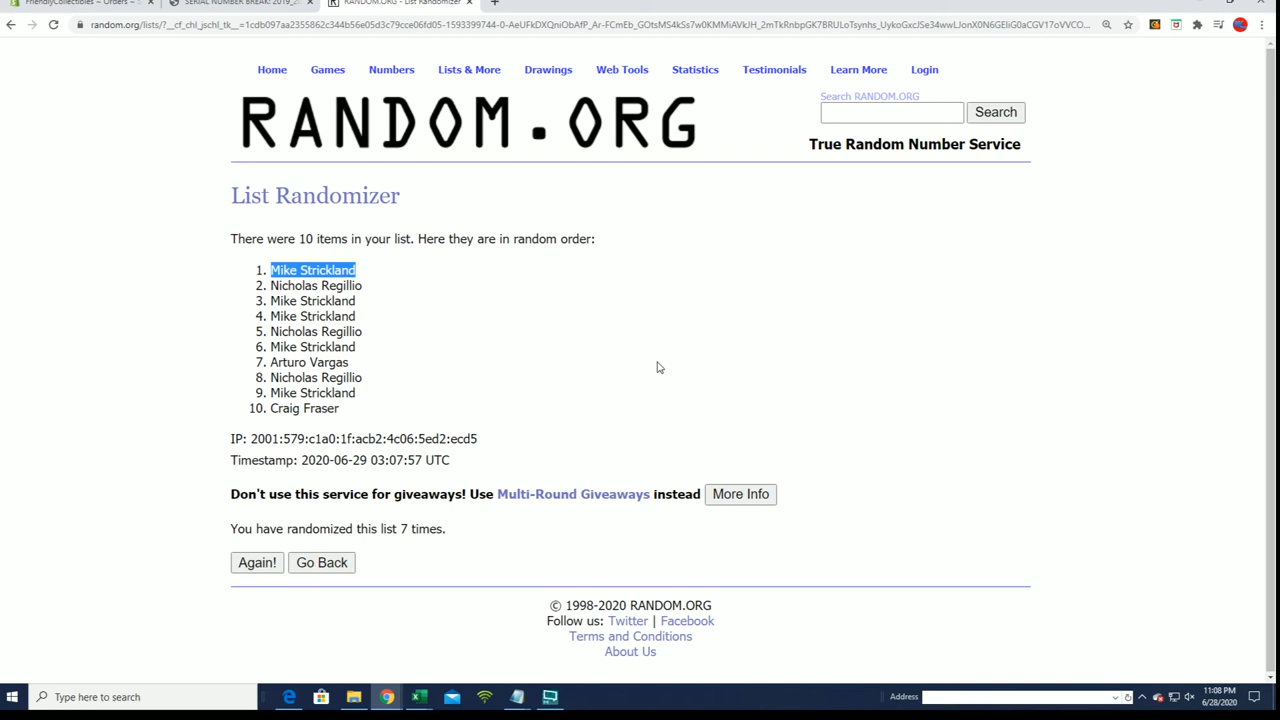 FriendlyCollectibles ~ Orders ~
SERIAL NUMBER BREAK! 2019_2
RANDOM.ORG - List Randomizer
random.org/lists/?__cf_chl_jschl_tk__=
Home Games Numbers Lists & More Drawings Web Tools Statistics Testimonials Learn More Login
Search RANDOM.ORG
RANDOM.ORG
Search
True Random Number Service
List Randomizer
There were 10 items in your list. Here they are in random order:
1. Mike Strickland
2. Nicholas Regillio
3. Mike Strickland
4. Mike Strickland
5. Nicholas Regillio
6. Mike Strickland
7. Arturo Vargas
8. Nicholas Regillio
9. Mike Strickland
10. Craig Fraser
IP: 2001:579:c1a0:1f:acb2:4c06:5ed2:ecd5
Timestamp: 2020-06-29 03:07:57 UTC
Don't use this service for giveaways! Use Multi-Round Giveaways instead More Info
You have randomized this list 7 times.
Again! Go Back
© 1998-2020 RANDOM.ORG
Follow us: Twitter | Facebook
Terms and Conditions
About Us
Type here to search
Address
11:08 PM
6/28/2020